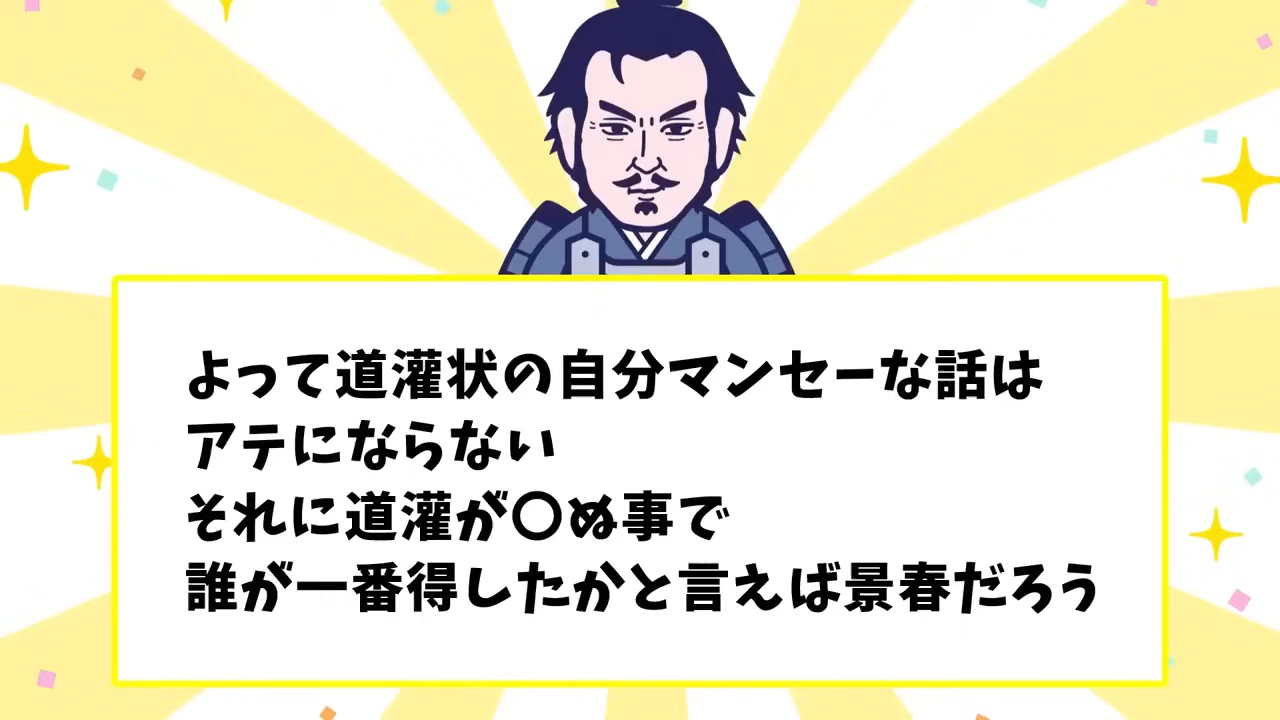 よって道灌状の自分マンセーな話は
アテにならない
それに道灌が〇ぬ事で
誰が一番得したかと言えば景春だろう